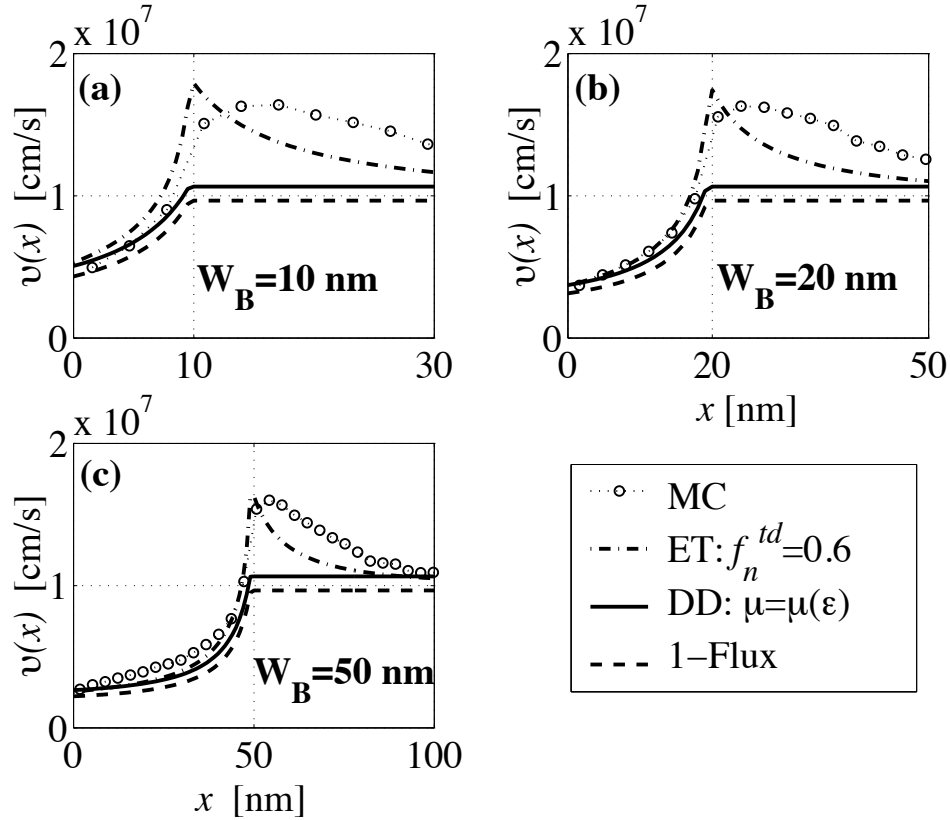 x 10^7
2
1
0
υ(x) [cm/s]
(a)
W_B=10 nm
0 10 30
x 10^7
2
1
0
υ(x) [cm/s]
(b)
W_B=20 nm
0 20 50
x [nm]
x 10^7
2
1
0
υ(x) [cm/s]
(c)
W_B=50 nm
0 50 100
x [nm]
MC
ET: f_n^td=0.6
DD: μ=μ(ε)
1−Flux